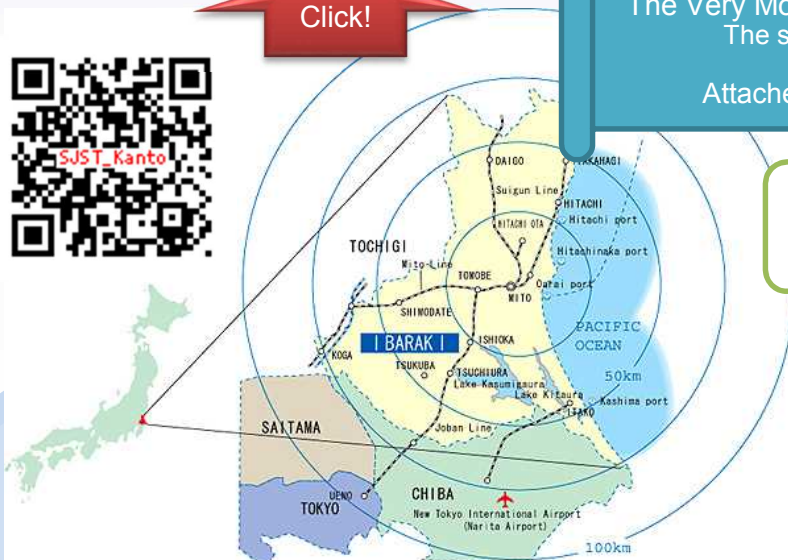 Click!
The Very Mo
The s
Attache
SJST_Kanto
DAIGO
TAKAHAGI
Suigun Line
HITACHI
Hitachi port
HITACHI OTA
TOCHIGI
Hitachinaka port
Mito-Line
TOMOBE
Oarai port
MITO
SHIMODATE
PACIFIC
OCEAN
IBARAKI
ISHIOKA
KOGA
TSUKUBA
TSUCHIURA
50km
Lake Kasumigaura
Lake Kitaura
Kashima port
ITAKO
SAITAMA
Joban Line
UENO
CHIBA
TOKYO
New Tokyo International Airport
(Narita Airport)
100km